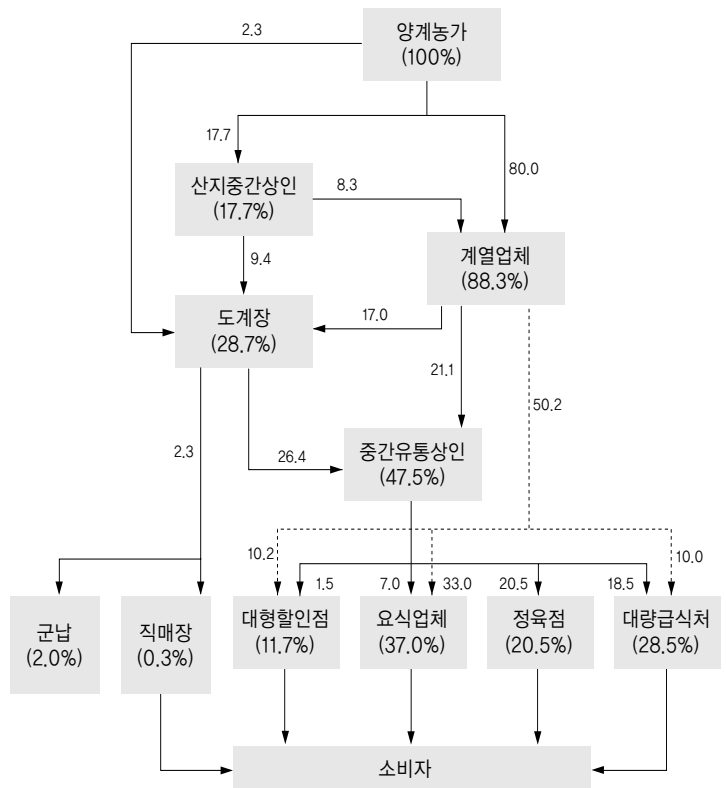 양계농가
(100%)
2.3
17.7
80.0
산지중간상인
(17.7%)
8.3
9.4
계열업체
(88.3%)
도계장
(28.7%)
17.0
21.1
50.2
2.3
26.4
중간유통상인
(47.5%)
10.2
1.5
7.0
33.0
20.5
18.5
10.0
군납
(2.0%)
직매장
(0.3%)
대형할인점
(11.7%)
요식업체
(37.0%)
정육점
(20.5%)
대량급식처
(28.5%)
소비자